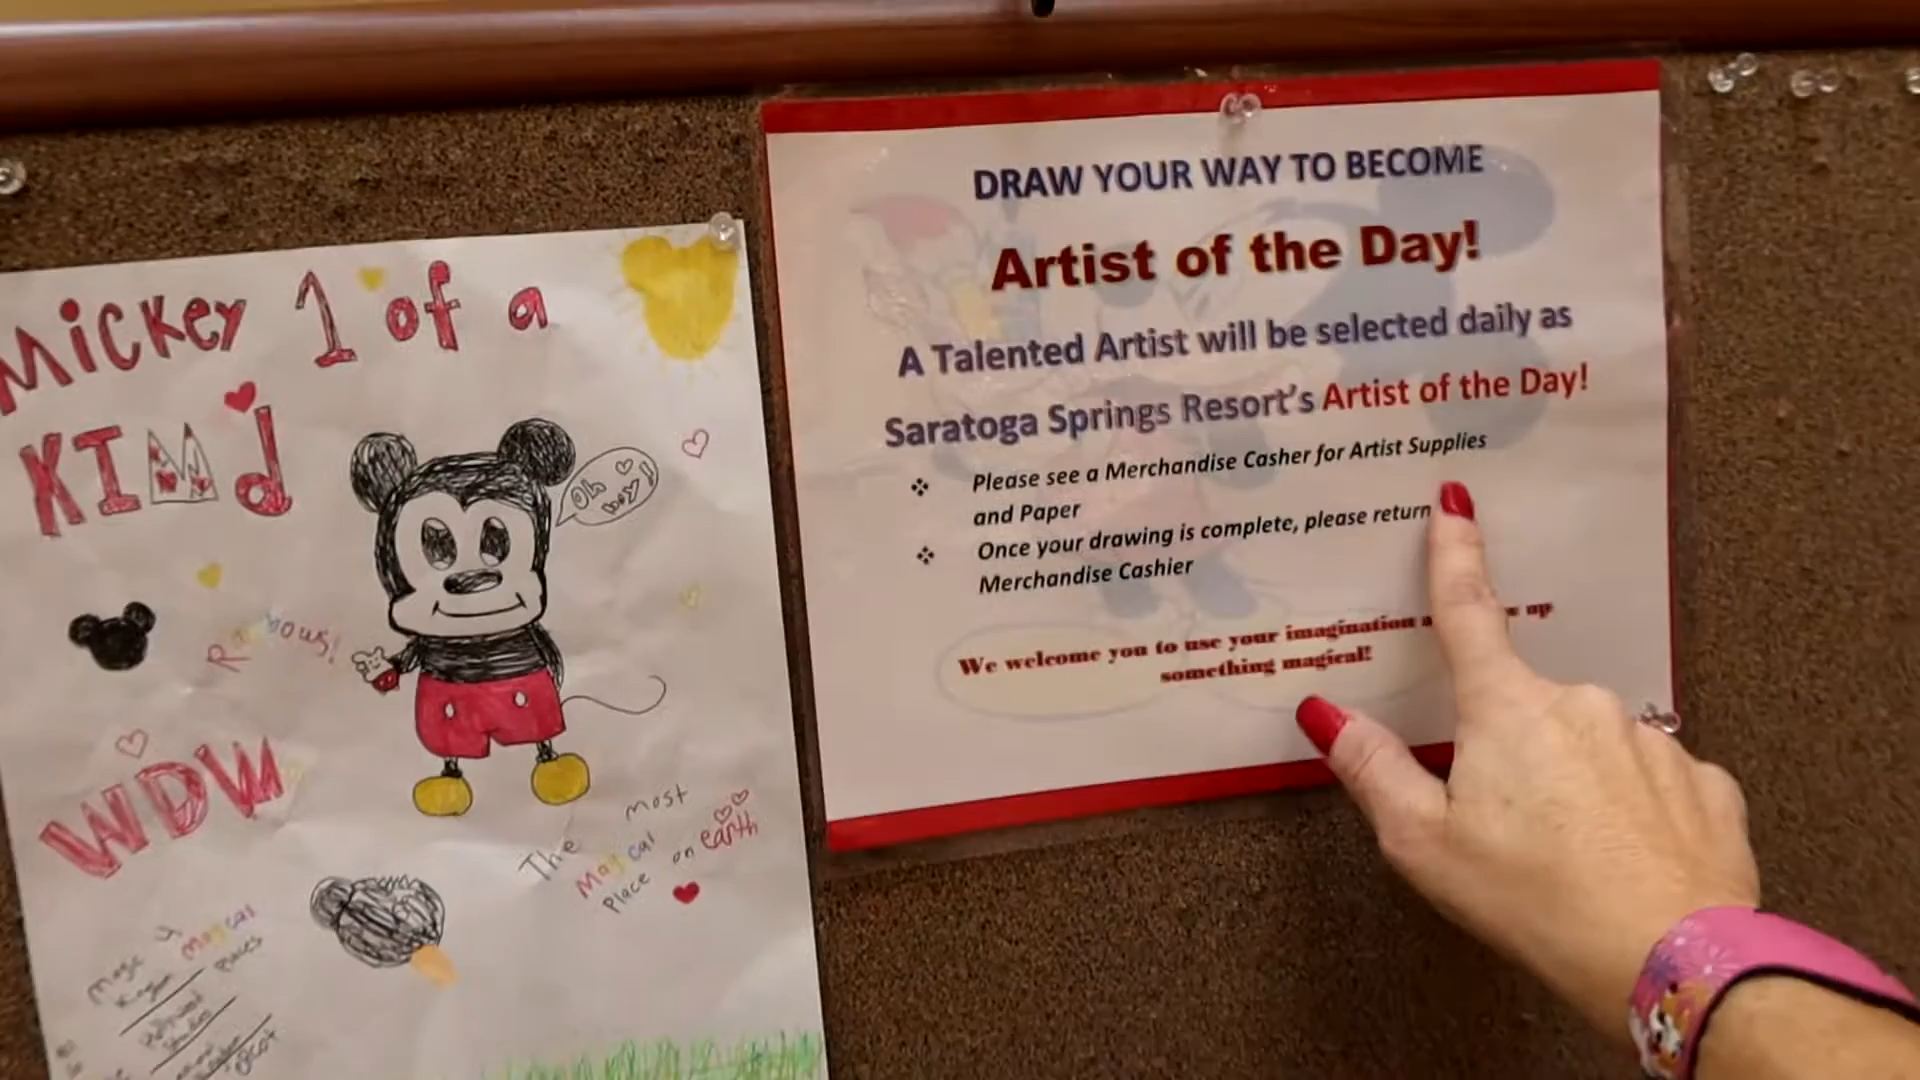 Mickey 1 of a
KINd
Oh
boy!
Rainbows!
WDW
The most
Magical
place on earth
Magical
DRAW YOUR WAY TO BECOME
Artist of the Day!
A Talented Artist will be selected daily as
Saratoga Springs Resort's Artist of the Day!
Please see a Merchandise Casher for Artist Supplies
and Paper
Once your drawing is complete, please return
Merchandise Cashier
We welcome you to use your imagination up
something magical!